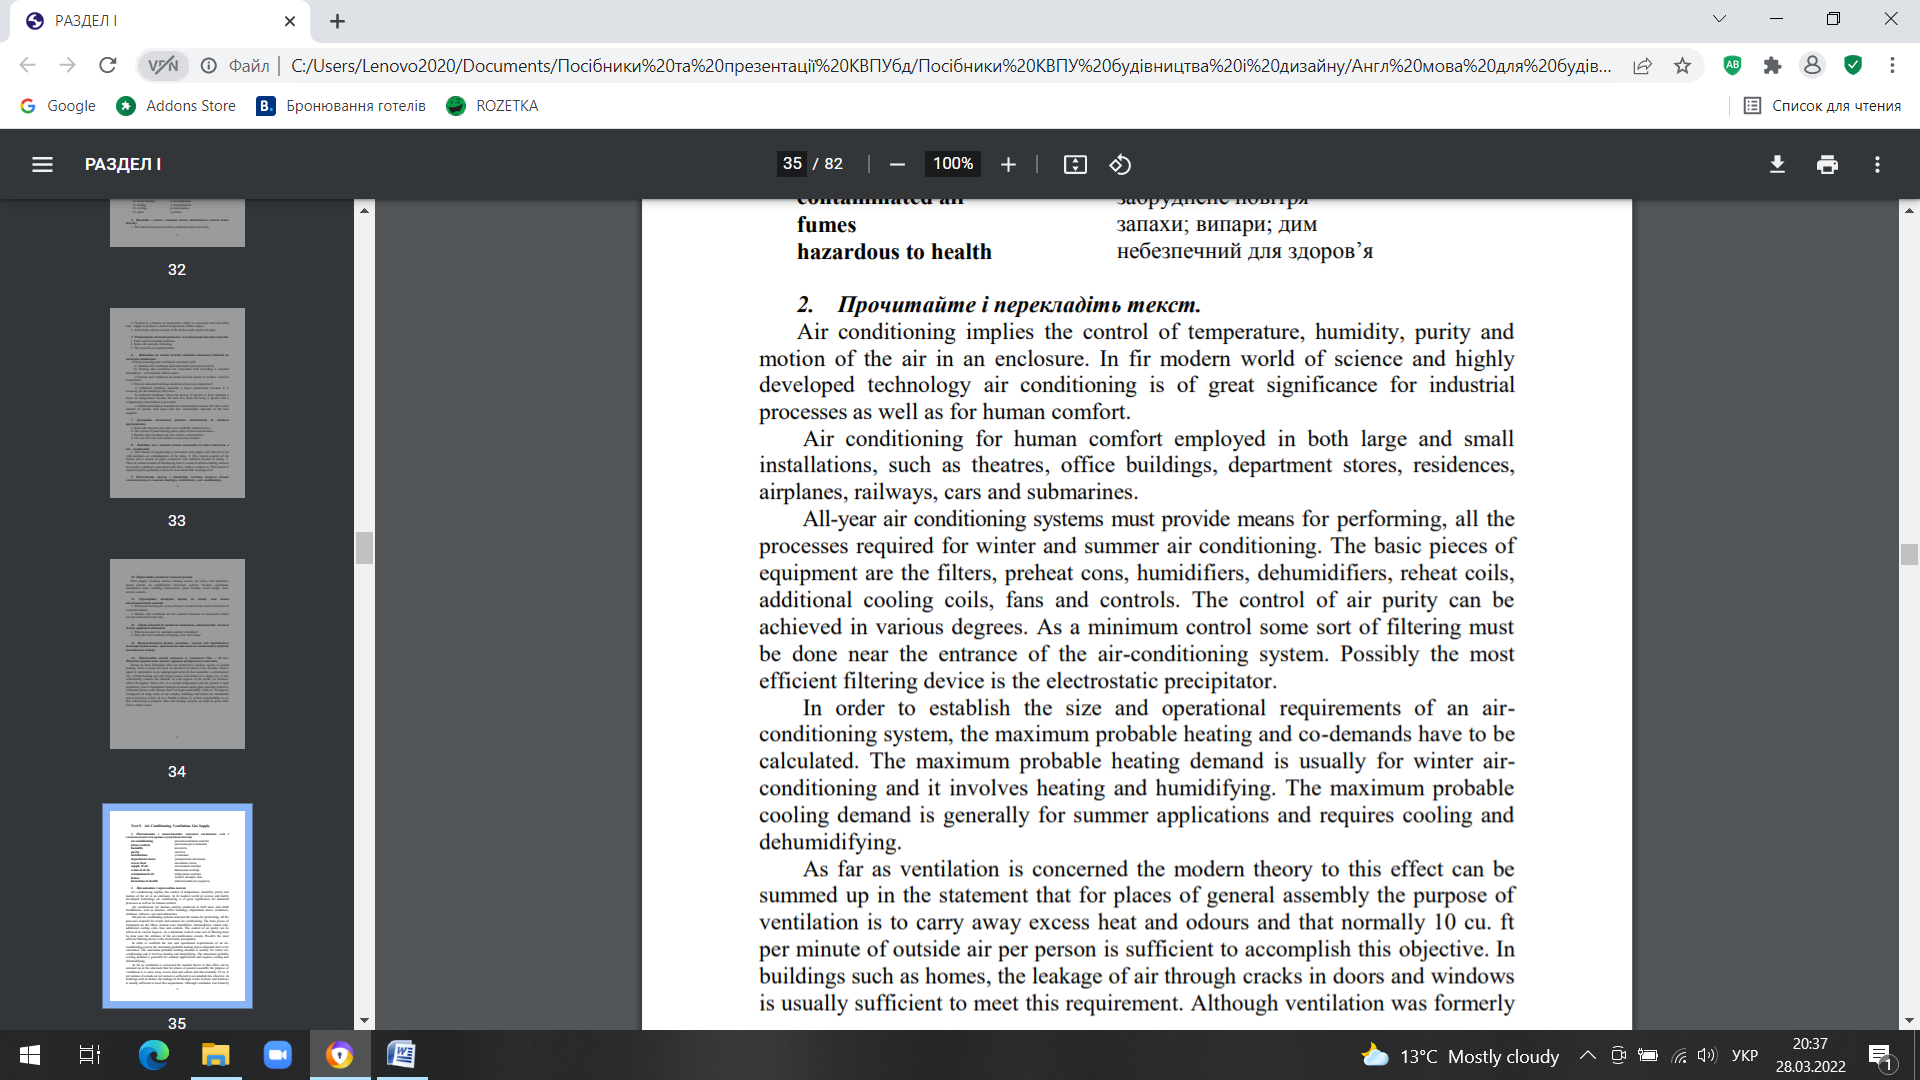 РАЗДЕЛ I
Файл
C:/Users/Lenovo2020/Documents/Посібники%20та%20презентації%20КВПУбд/Посібники%20КВПУ%20будівництва%20і%20дизайну/Англ%20мова%20для%20будів...
Google
Addons Store
Бронювання готелів
ROZETKA
Список для чтения
РАЗДЕЛ I
35 / 82
100%
32
33
34
35
fumes запахи; випари; дим
hazardous to health небезпечний для здоров’я
2. Прочитайте і перекладіть текст.
Air conditioning implies the control of temperature, humidity, purity and
motion of the air in an enclosure. In fir modern world of science and highly
developed technology air conditioning is of great significance for industrial
processes as well as for human comfort.
Air conditioning for human comfort employed in both large and small
installations, such as theatres, office buildings, department stores, residences,
airplanes, railways, cars and submarines.
All-year air conditioning systems must provide means for performing, all the
processes required for winter and summer air conditioning. The basic pieces of
equipment are the filters, preheat cons, humidifiers, dehumidifiers, reheat coils,
additional cooling coils, fans and controls. The control of air purity can be
achieved in various degrees. As a minimum control some sort of filtering must
be done near the entrance of the air-conditioning system. Possibly the most
efficient filtering device is the electrostatic precipitator.
In order to establish the size and operational requirements of an air-
conditioning system, the maximum probable heating and co-demands have to be
calculated. The maximum probable heating demand is usually for winter air-
conditioning and it involves heating and humidifying. The maximum probable
cooling demand is generally for summer applications and requires cooling and
dehumidifying.
As far as ventilation is concerned the modern theory to this effect can be
summed up in the statement that for places of general assembly the purpose of
ventilation is to carry away excess heat and odours and that normally 10 cu. ft
per minute of outside air per person is sufficient to accomplish this objective. In
buildings such as homes, the leakage of air through cracks in doors and windows
is usually sufficient to meet this requirement. Although ventilation was formerly
13°C Mostly cloudy
УКР
20:37
28.03.2022
1